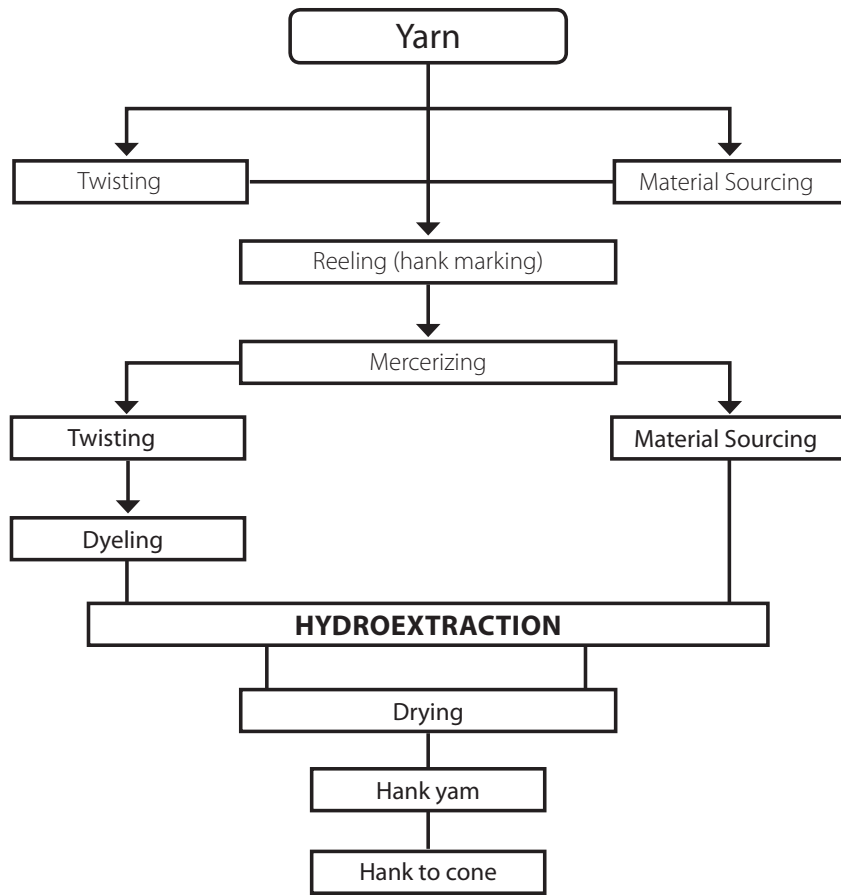 Yarn
Twisting
Material Sourcing
Reeling (hank marking)
Mercerizing
Twisting
Material Sourcing
Dyeling
HYDROEXTRACTION
Drying
Hank yam
Hank to cone